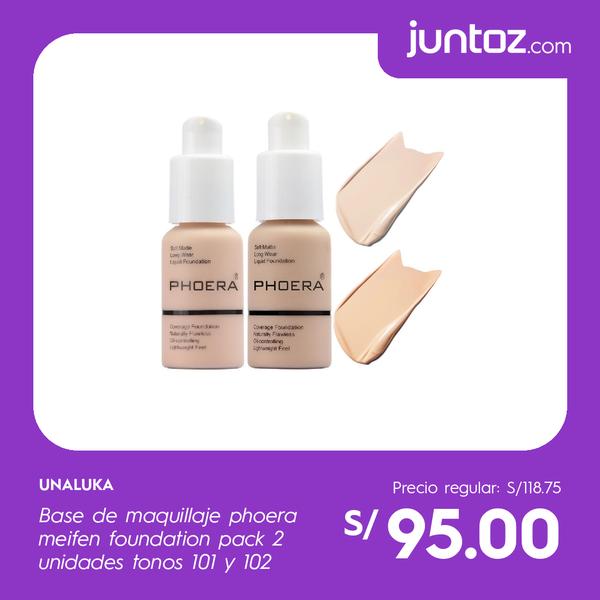 juntoz.com
Soft Matte
Long Wear
Liquid Foundation
PHOERA®
Coverage Foundation
Naturally Flawless
Oil-controlling
Lightweight Feel
Soft Matte
Long Wear
Liquid Foundation
PHOERA®
Coverage Foundation
Naturally Flawless
Oil-controlling
Lightweight Feel
UNALUKA
Base de maquillaje phoera
meifen foundation pack 2
unidades tonos 101 y 102
Precio regular: S/118.75
S/ 95.00